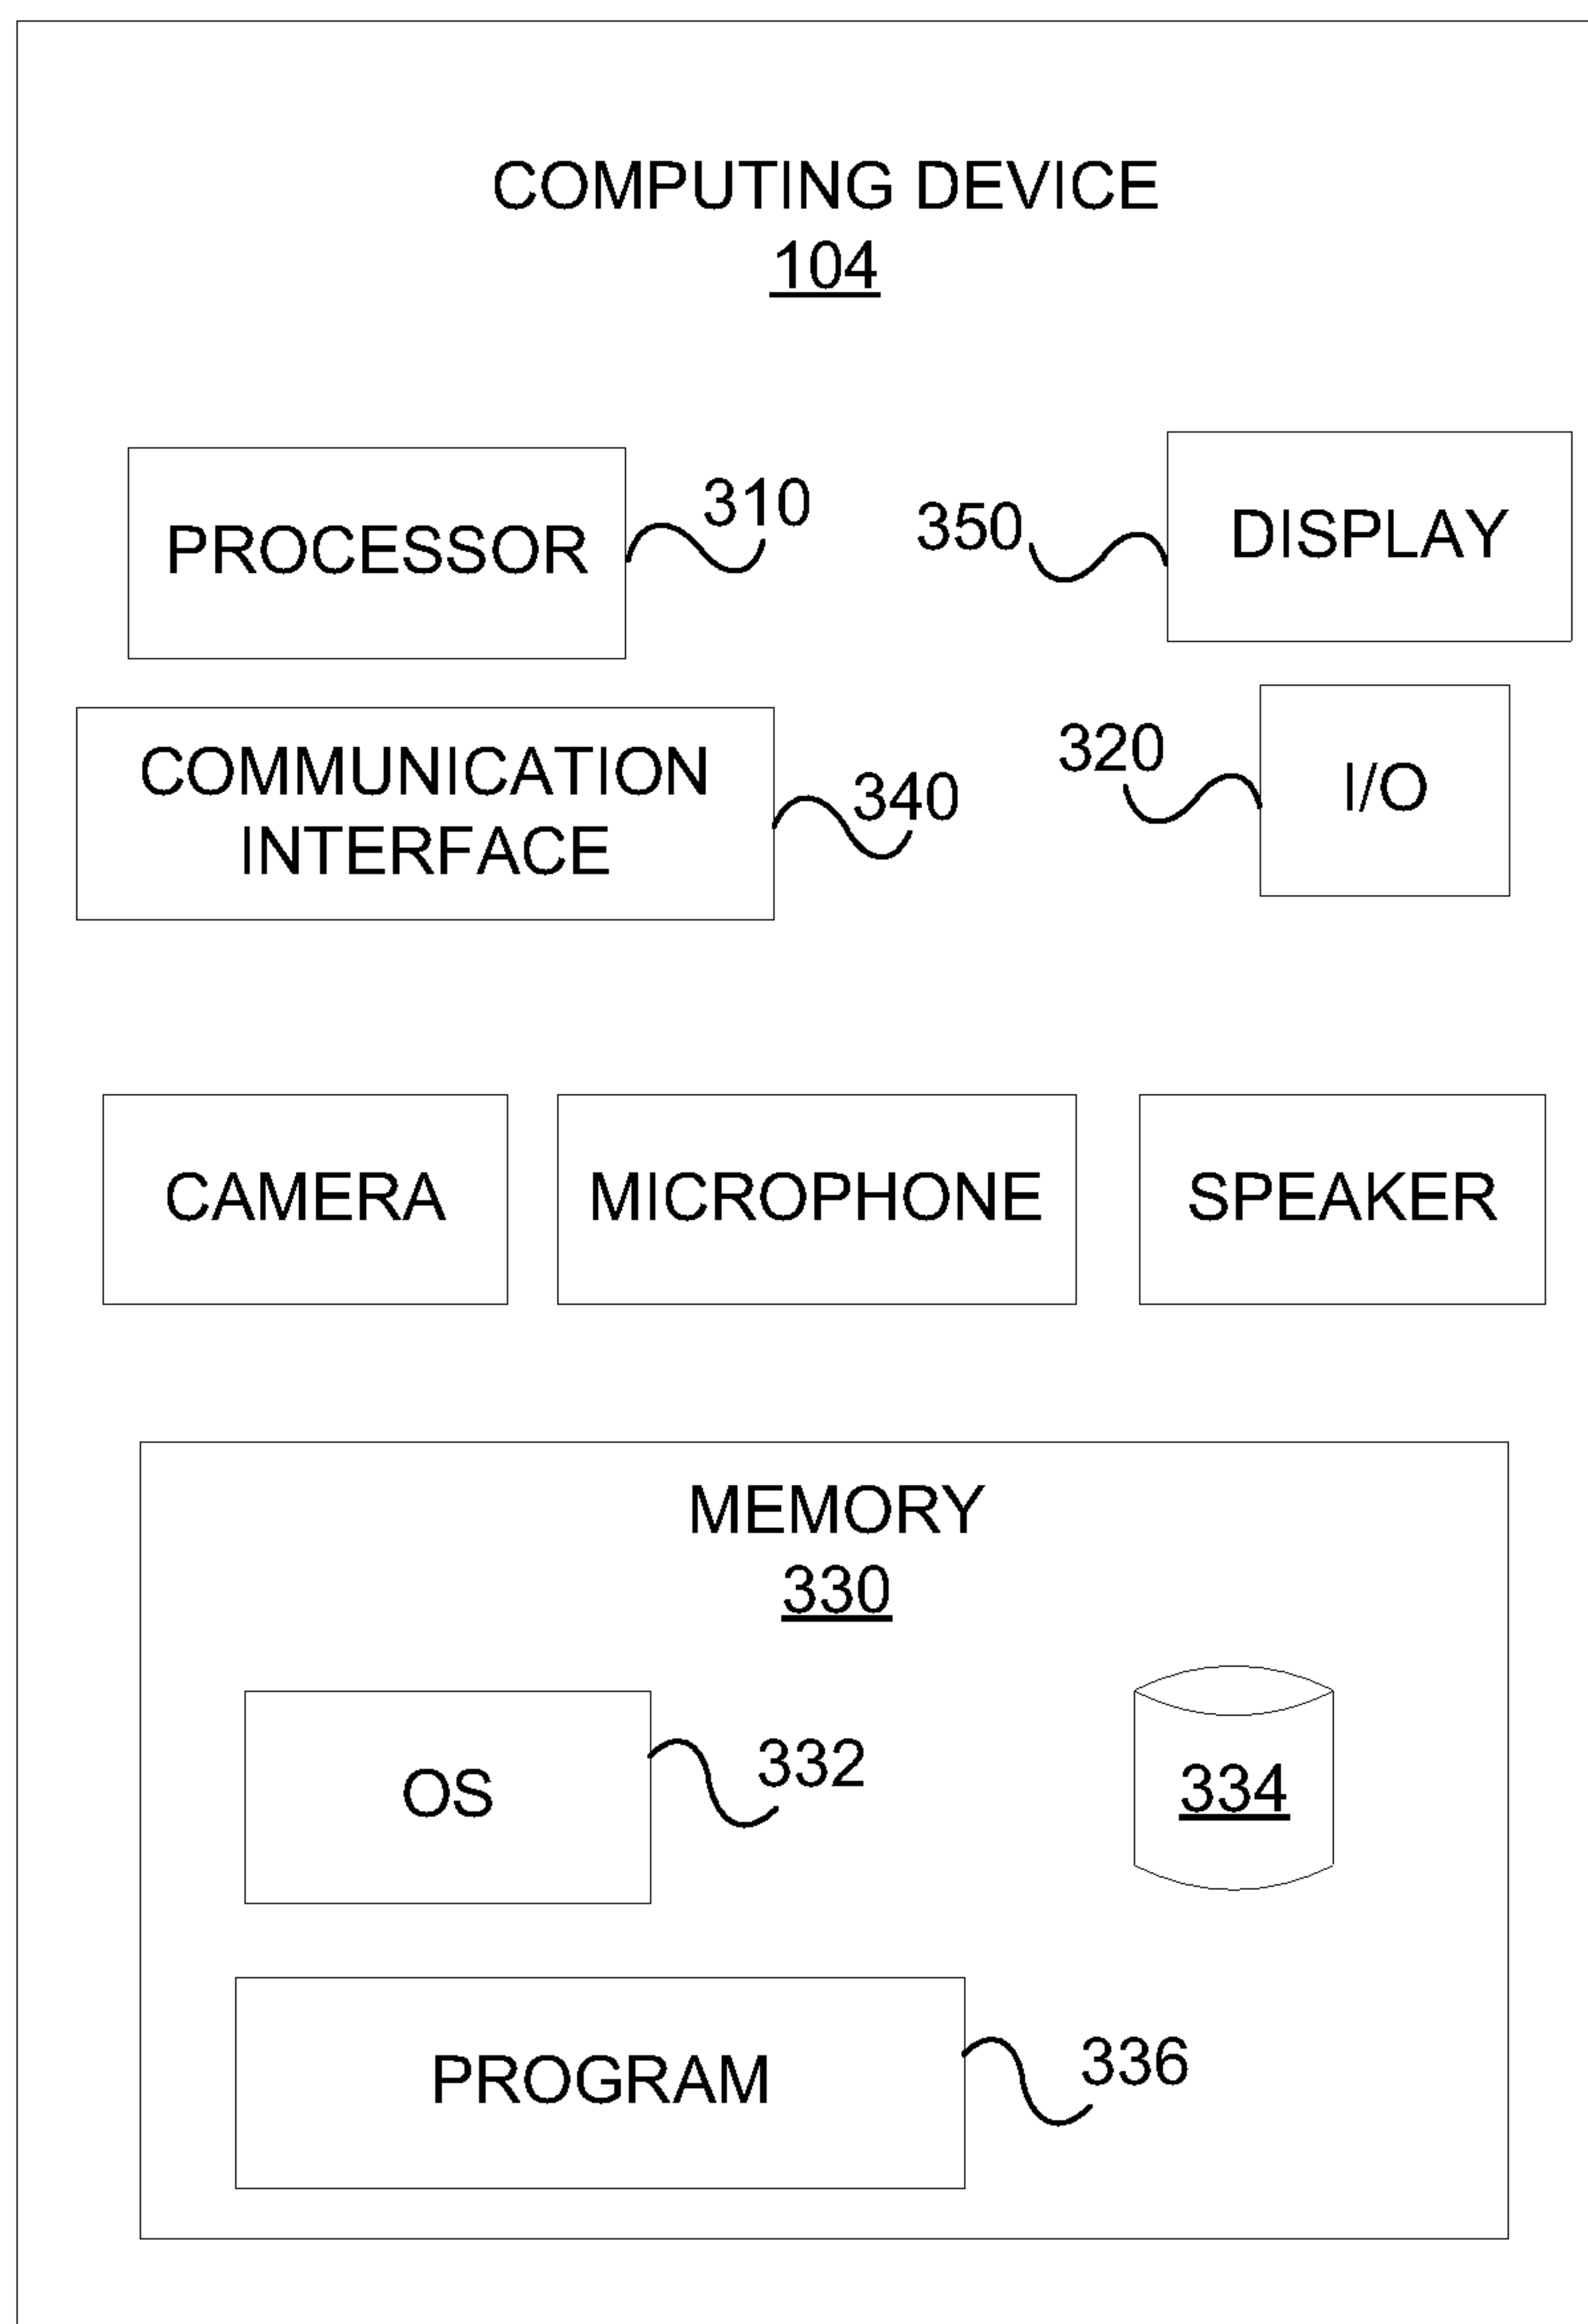 COMPUTING DEVICE
104
PROCESSOR
310
350
DISPLAY
COMMUNICATION
INTERFACE
340
320
I/O
CAMERA
MICROPHONE
SPEAKER
MEMORY
330
OS
332
334
PROGRAM
336